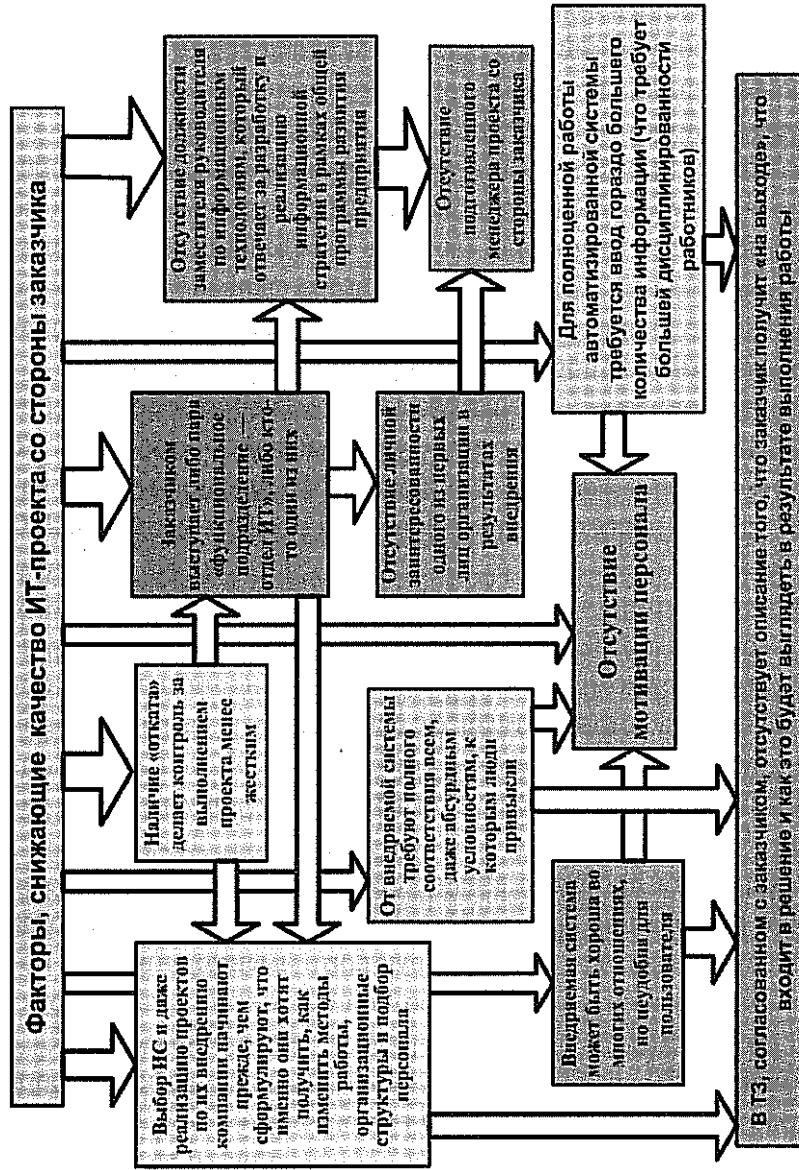 Факторы, снижающие качество ИТ-проекта со стороны заказчика
Выбор ИС и даже
реализацию проектов
по их внедрению
компании начинают
прежде, чем
сформулируют, что
именно они хотят
получить, как
изменить методы
работы,
организационные
структуры и подбор
персонала
Наличие «отката»
делает контроль за
выполнением
проекта менее
жестким
Заказчиком
выступает либо пара
«функциональное
подразделение —
отдел ИТ», либо кто-
то один из них
Отсутствие должности
заместителя руководителя
по информационным
технологиям, который
отвечает за разработку и
реализацию
информационной
стратегии в рамках общей
программы развития
предприятия
От внедряемой системы
требуют полного
соответствия всем,
даже абсурдным
условностям, к
которым люди
привыкли
Отсутствие личной
заинтересованности
одного из первых
лиц организации в
результатах
внедрения
Отсутствие
подготовленного
менеджера проекта со
стороны заказчика
Внедряемая система
может быть хороша во
многих отношениях,
но неудобна для
пользователя
Отсутствие
мотивации персонала
Для полноценной работы
автоматизированной системы
требуется ввод гораздо большего
количества информации (что требует
большей дисциплинированности
работников)
В ТЗ, согласованном с заказчиком, отсутствует описание того, что заказчик получит «на выходе», что
входит в решение и как это будет выглядеть в результате выполнения работы